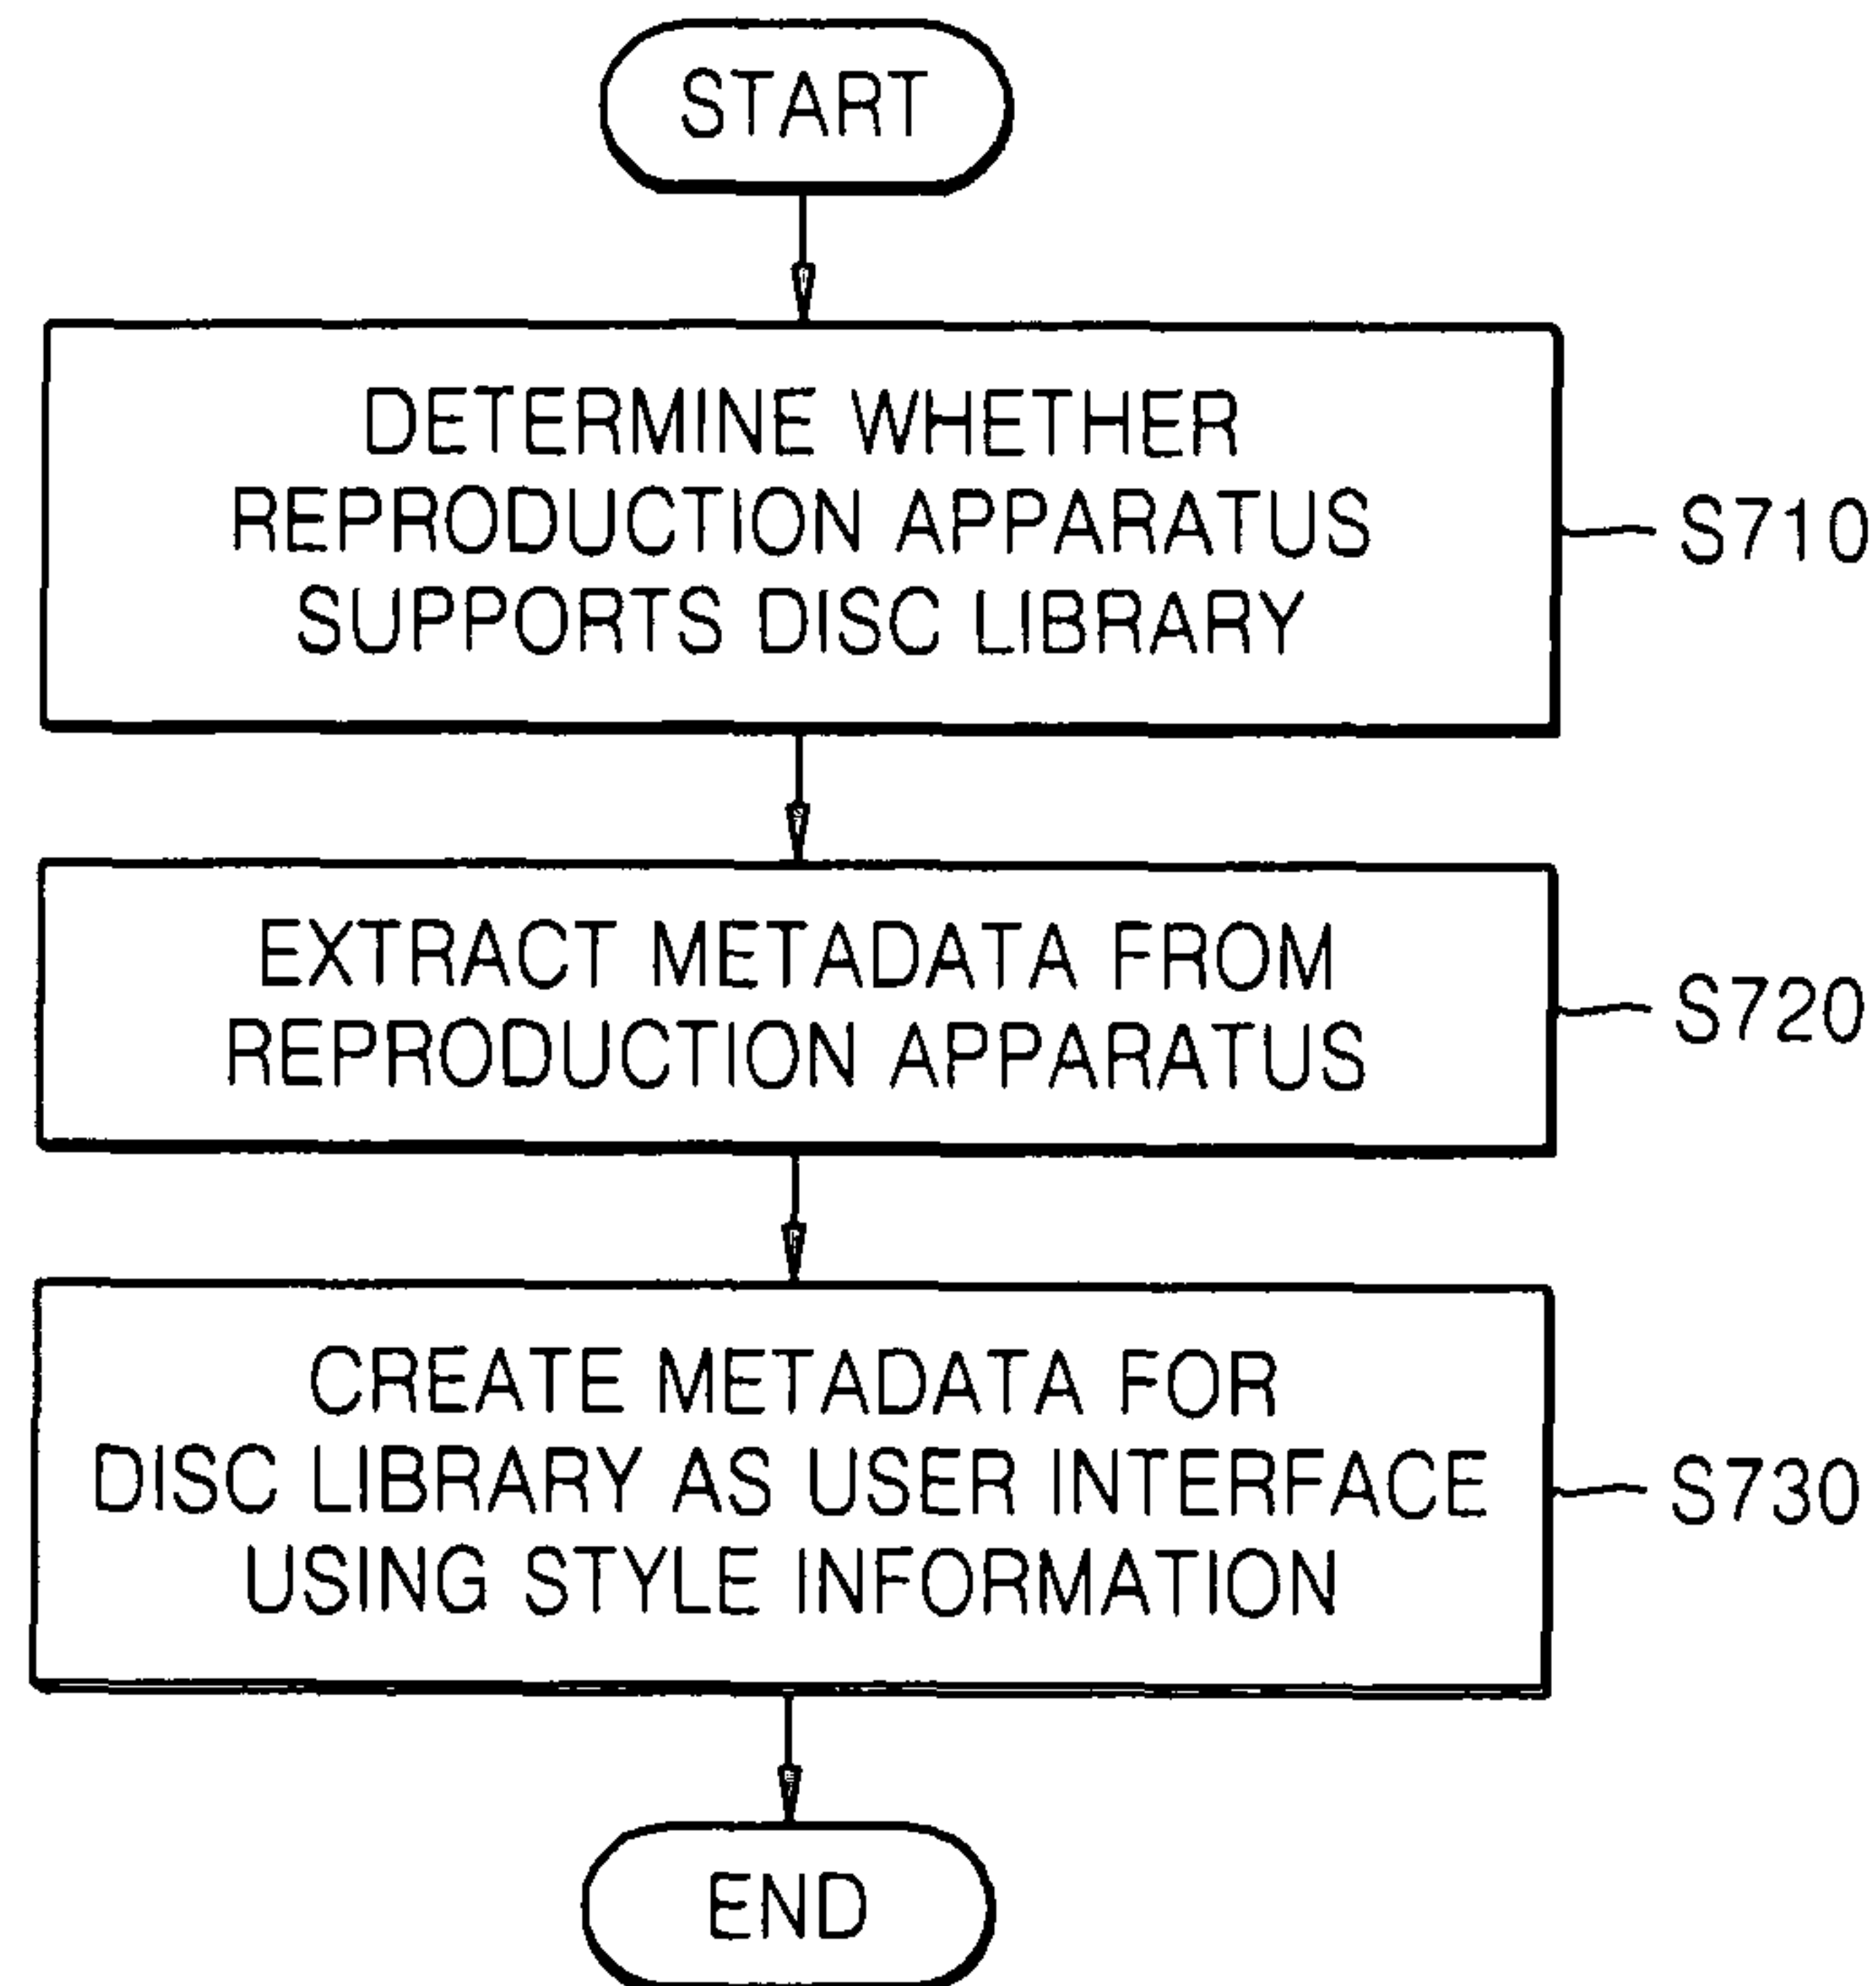 START
DETERMINE WHETHER
REPRODUCTION APPARATUS
SUPPORTS DISC LIBRARY
S710
EXTRACT METADATA FROM
REPRODUCTION APPARATUS
S720
CREATE METADATA FOR
DISC LIBRARY AS USER INTERFACE
USING STYLE INFORMATION
S730
END